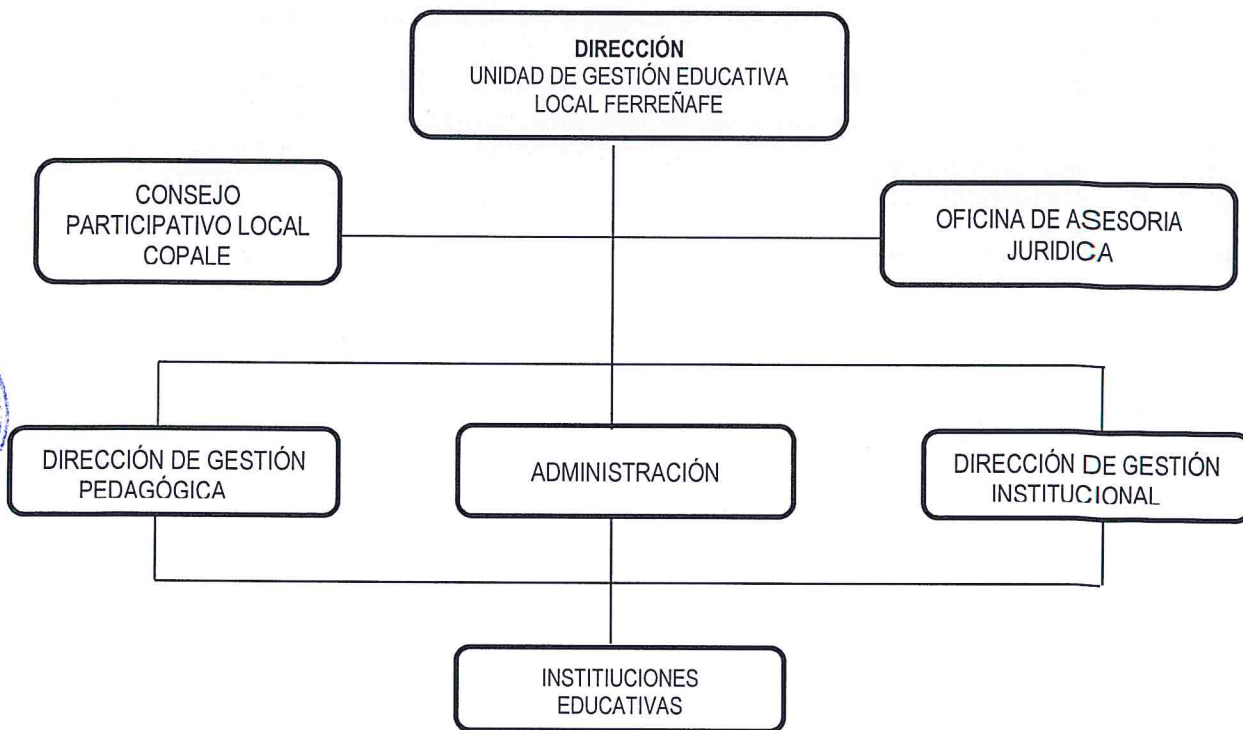 DIRECCIÓN
UNIDAD DE GESTIÓN EDUCATIVA
LOCAL FERREÑAFE
CONSEJO
PARTICIPATIVO LOCAL
COPALE
OFICINA DE ASESORIA
JURIDICA
DIRECCIÓN DE GESTIÓN
PEDAGÓGICA
ADMINISTRACIÓN
DIRECCIÓN DE GESTIÓN
INSTITUCIONAL
INSTITIUCIONES
EDUCATIVAS